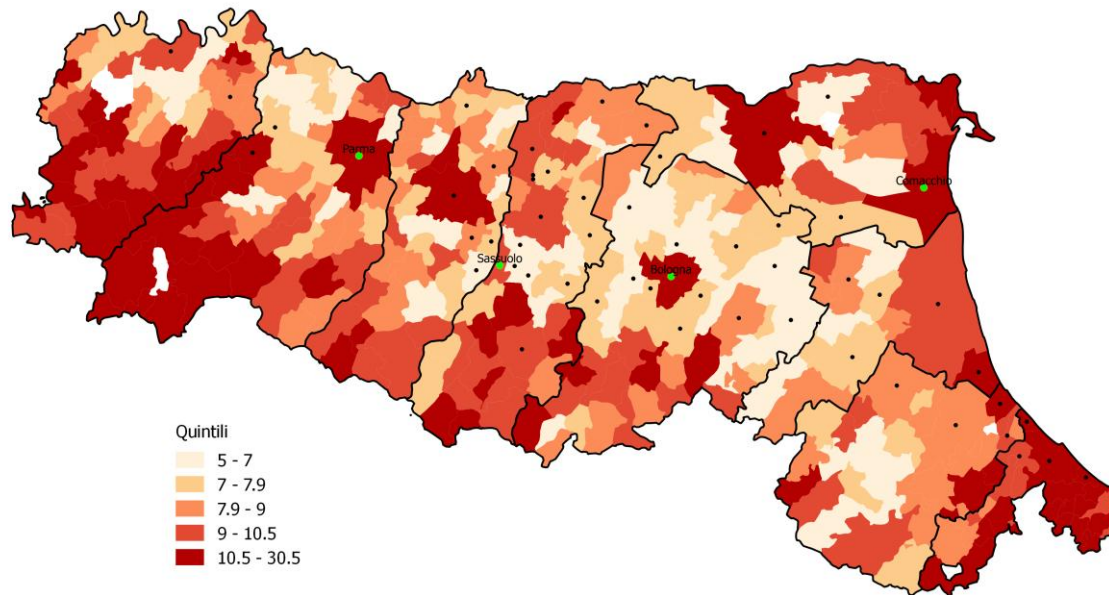 Parma
Comacchio
Sassuolo
Bologna
Quintili
5 - 7
7 - 7.9
7.9 - 9
9 - 10.5
10.5 - 30.5